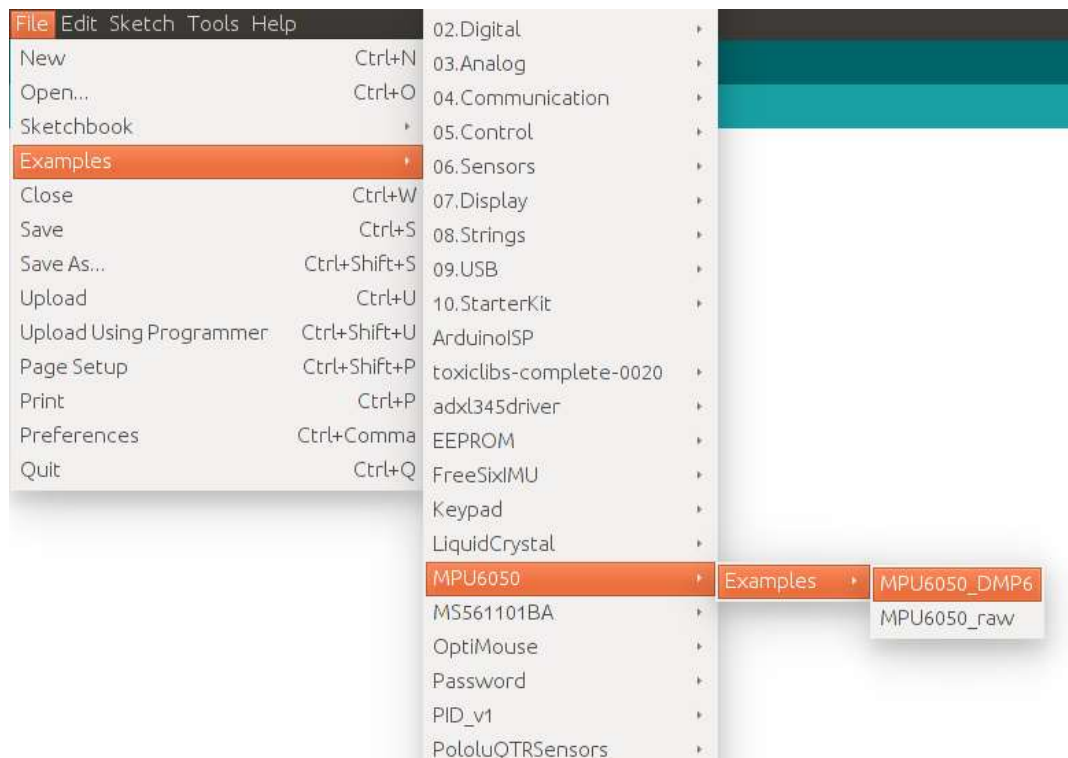 File Edit Sketch Tools Help
New Ctrl+N
Open... Ctrl+O
Sketchbook
Examples
Close Ctrl+W
Save Ctrl+S
Save As... Ctrl+Shift+S
Upload Ctrl+U
Upload Using Programmer Ctrl+Shift+U
Page Setup Ctrl+Shift+P
Print Ctrl+P
Preferences Ctrl+Comma
Quit Ctrl+Q
02.Digital
03.Analog
04.Communication
05.Control
06.Sensors
07.Display
08.Strings
09.USB
10.StarterKit
ArduinoISP
toxiclibs-complete-0020
adxl345driver
EEPROM
FreeSixIMU
Keypad
LiquidCrystal
MPU6050
MS561101BA
OptiMouse
Password
PID_v1
PololuQTRSensors
Examples
MPU6050_DMP6
MPU6050_raw